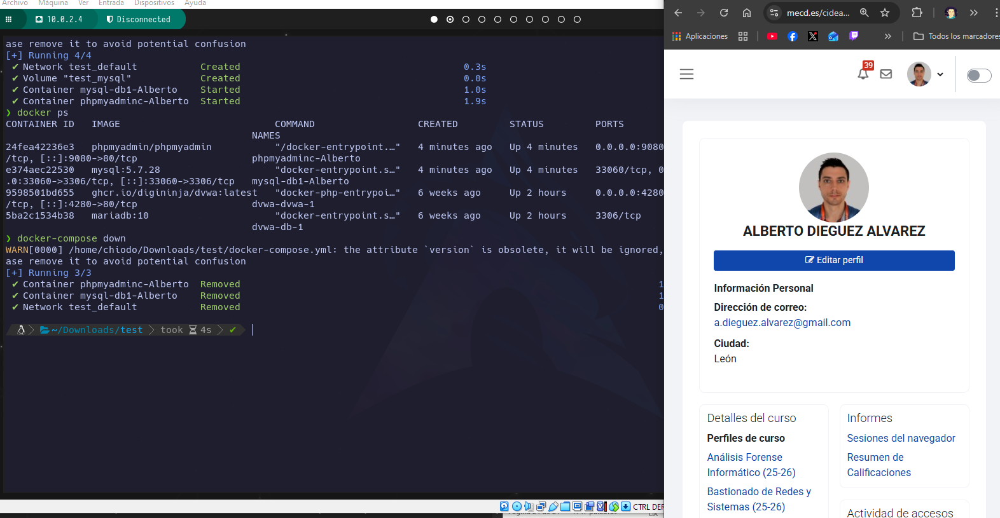 Archivo Máquina Ver Entrada Dispositivos Ayuda
10.0.2.4 Disconnected
ase remove it to avoid potential confusion
[+] Running 4/4
✔ Network test_default Created 0.3s
✔ Volume "test_mysql" Created 0.0s
✔ Container mysql-db1-Alberto Started 1.0s
✔ Container phpmyadminc-Alberto Started 1.9s
❯ docker ps
CONTAINER ID IMAGE COMMAND CREATED STATUS PORTS
NAMES
24fea42236e3 phpmyadmin/phpmyadmin "/docker-entrypoint.…" 4 minutes ago Up 4 minutes 0.0.0.0:9080
/tcp, [::]:9080->80/tcp phpmyadminc-Alberto
e374aec22530 mysql:5.7.28 "docker-entrypoint.s…" 4 minutes ago Up 4 minutes 33060/tcp, 0
.0:33060->3306/tcp, [::]:33060->3306/tcp mysql-db1-Alberto
9598501bd655 ghcr.io/digininja/dvwa:latest "docker-php-entrypoi…" 6 weeks ago Up 2 hours 0.0.0.0:4280
/tcp, [::]:4280->80/tcp dvwa-dvwa-1
5ba2c1534b38 mariadb:10 "docker-entrypoint.s…" 6 weeks ago Up 2 hours 3306/tcp
dvwa-db-1
❯ docker-compose down
WARN[0000] /home/chiodo/Downloads/test/docker-compose.yml: the attribute `version` is obsolete, it will be ignored,
ase remove it to avoid potential confusion
[+] Running 3/3
✔ Container phpmyadminc-Alberto Removed 1
✔ Container mysql-db1-Alberto Removed 1
✔ Network test_default Removed 0
~/Downloads/test took 4s ✔
CTRL DER
mecd.es/cidea...
Aplicaciones Todos los marcadores
39
ALBERTO DIEGUEZ ALVAREZ
Editar perfil
Información Personal
Dirección de correo:
a.dieguez.alvarez@gmail.com
Ciudad:
León
Detalles del curso
Perfiles de curso
Análisis Forense
Informático (25-26)
Bastionado de Redes y
Sistemas (25-26)
Informes
Sesiones del navegador
Resumen de
Calificaciones
Actividad de accesos